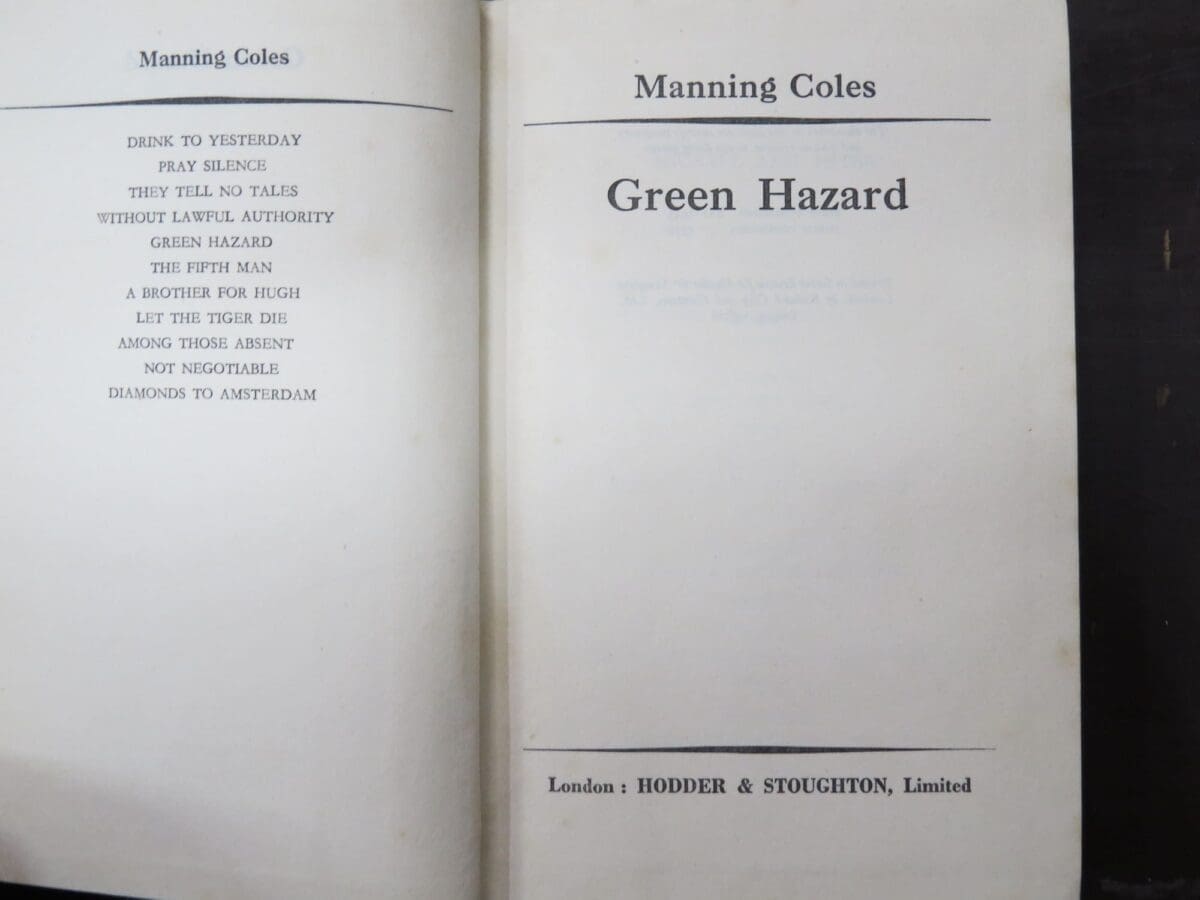 Manning Coles
DRINK TO YESTERDAY
PRAY SILENCE
THEY TELL NO TALES
WITHOUT LAWFUL AUTHORITY
GREEN HAZARD
THE FIFTH MAN
A BROTHER FOR HUGH
LET THE TIGER DIE
AMONG THOSE ABSENT
NOT NEGOTIABLE
DIAMONDS TO AMSTERDAM
Manning Coles
Green Hazard
London : HODDER & STOUGHTON, Limited